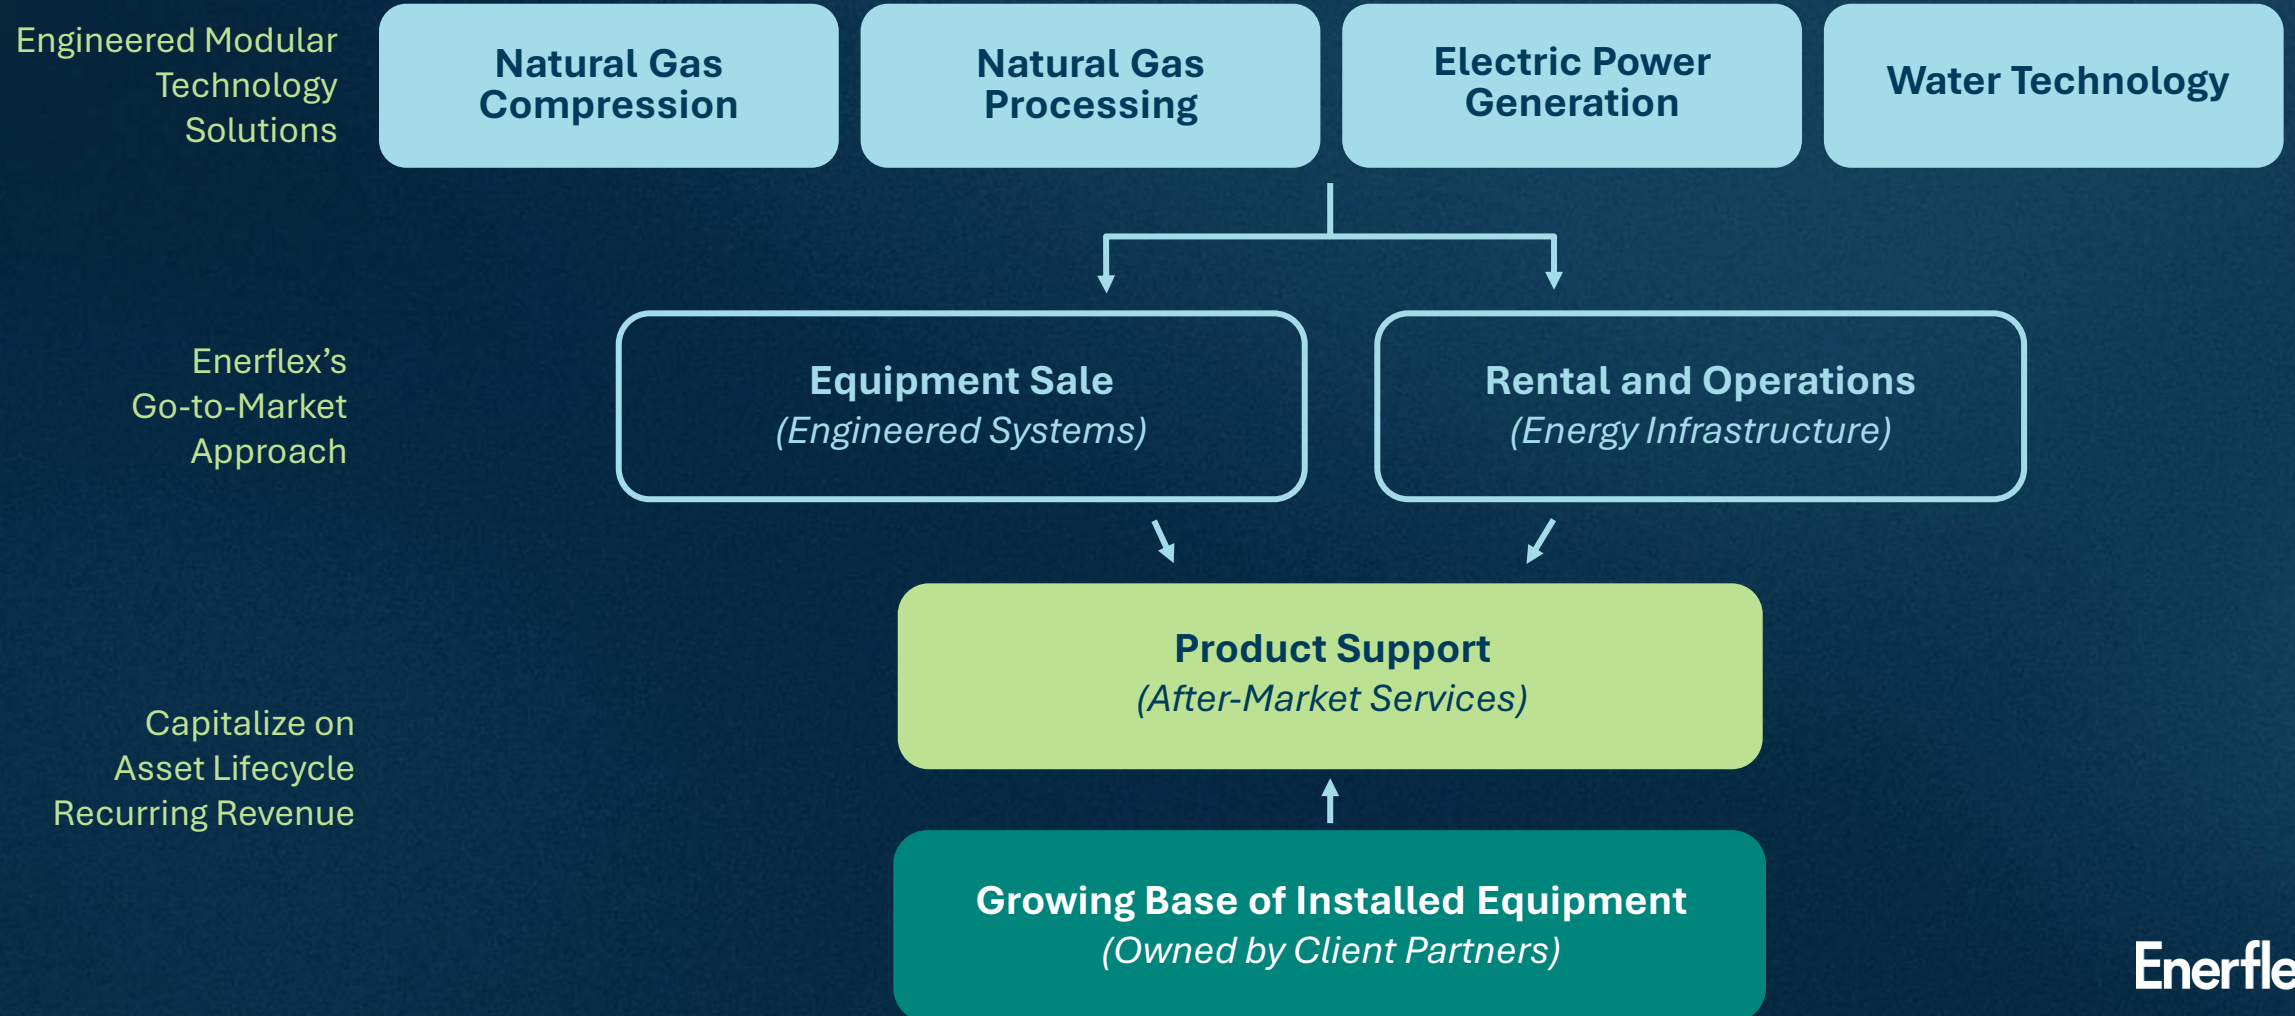 Engineered Modular
Technology
Solutions
Natural Gas
Compression
Natural Gas
Processing
Electric Power
Generation
Water Technology
Enerflex’s
Go-to-Market
Approach
Equipment Sale
(Engineered Systems)
Rental and Operations
(Energy Infrastructure)
Capitalize on
Asset Lifecycle
Recurring Revenue
Product Support
(After-Market Services)
Growing Base of Installed Equipment
(Owned by Client Partners)
Enerfle